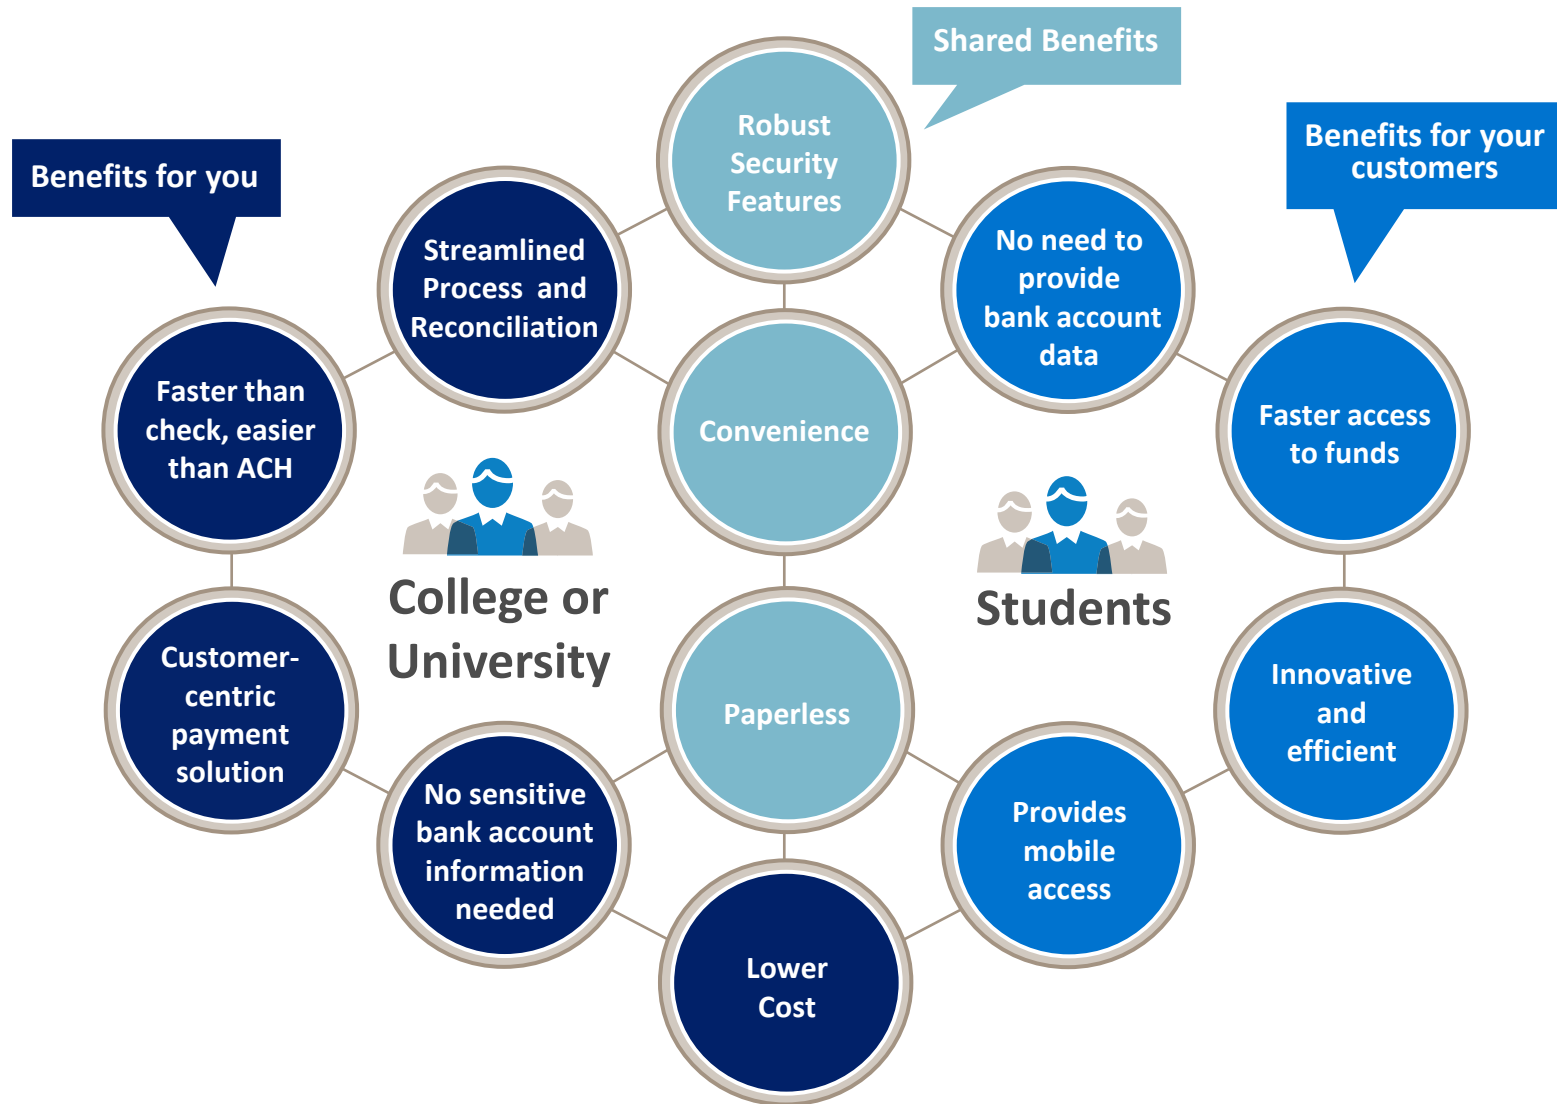 Shared Benefits
Benefits for you
Benefits for your
customers
Robust
Security
Features
Streamlined
Process and
Reconciliation
No need to
provide
bank account
data
Faster than
check, easier
than ACH
Convenience
Faster access
to funds
College or
University
Students
Customer-
centric
payment
solution
Paperless
Innovative
and
efficient
No sensitive
bank account
information
needed
Provides
mobile
access
Lower
Cost